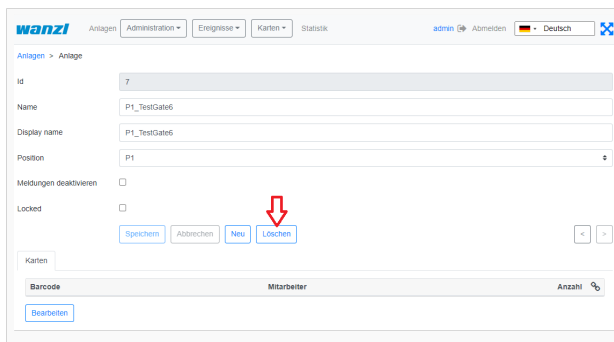 wanzl Anlagen Administration Ereignisse Karten Statistik admin Abmelden Deutsch
Anlagen > Anlage
Id 7
Name P1_TestGate6
Display name P1_TestGate6
Position P1
Meldungen deaktivieren
Locked
Speichern Abbrechen Neu Löschen < >
Karten
Barcode Mitarbeiter Anzahl
Bearbeiten